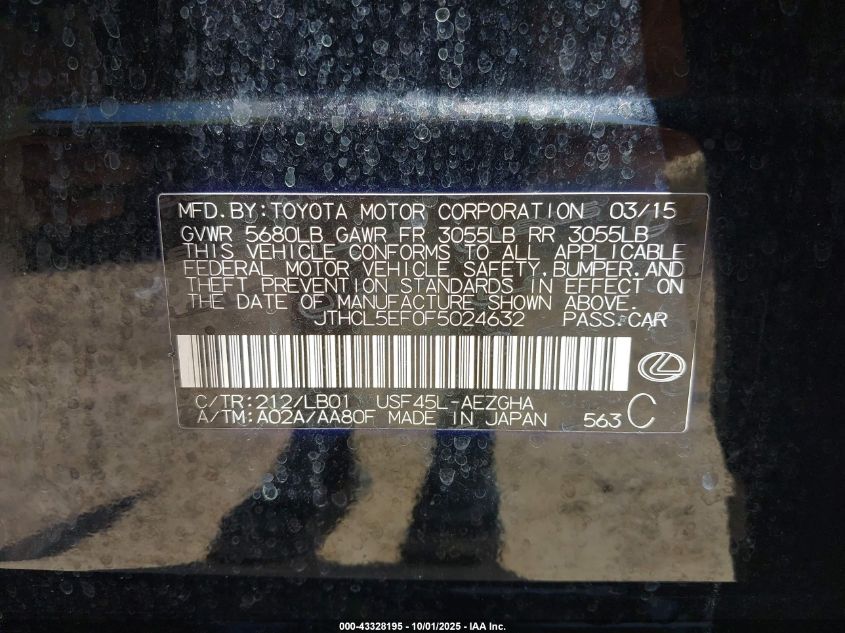 MFD.BY:TOYOTA MOTOR CORPORATION 03/15
GVWR 5680LB GAWR FR 3055LB RR 3055LB
THIS VEHICLE CONFORMS TO ALL APPLICABLE
FEDERAL MOTOR VEHICLE SAFETY,BUMPER,AND
THEFT PREVENTION STANDARDS IN EFFECT ON
THE DATE OF MANUFACTURE SHOWN ABOVE.
JTHCL5EF0F5024632 PASS.CAR
C/TR:212/LB01 USF45L-AEZGHA
A/TM:A02A/AA80F MADE IN JAPAN 563 C
000-43328195 - 10/01/2025 - IAA Inc.